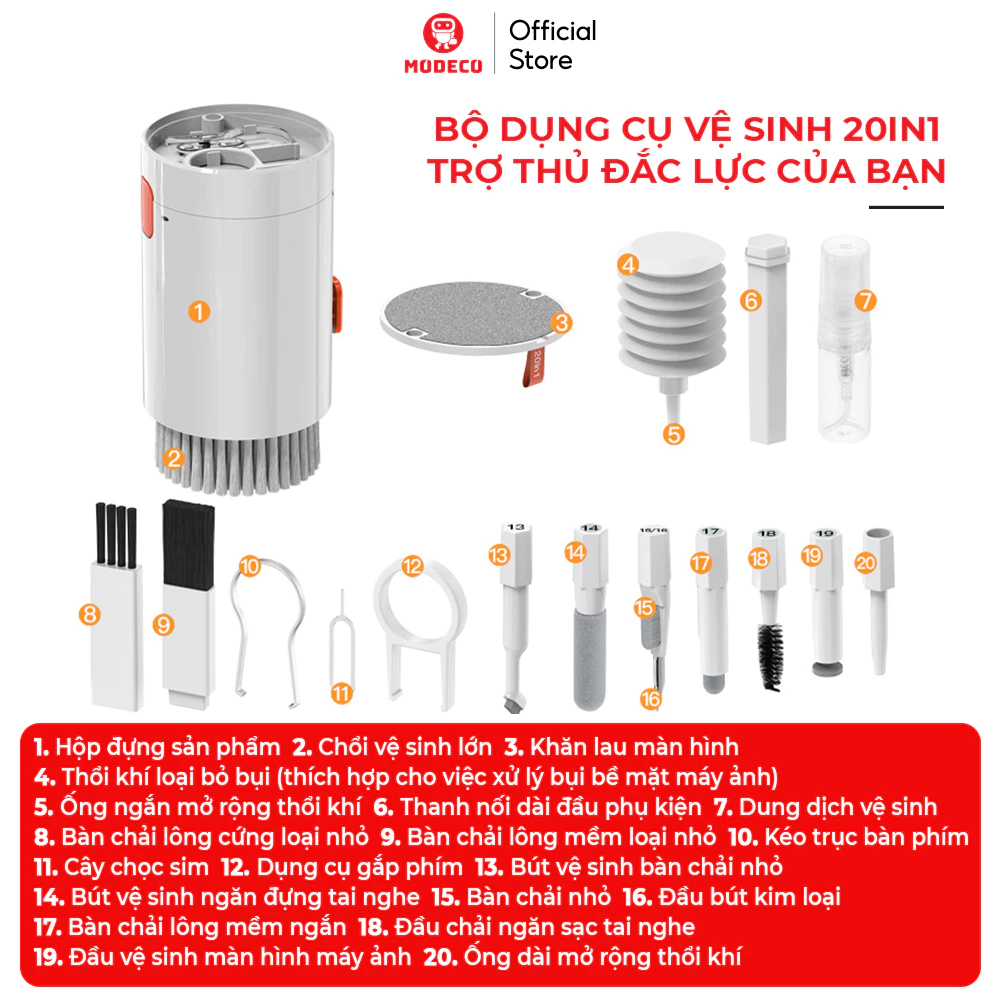 MODECO
Official
Store
BỘ DỤNG CỤ VỆ SINH 20IN1
TRỢ THỦ ĐẮC LỰC CỦA BẠN
1
2
3
20in1
4
5
6
7
8
9
10
11
12
13
13
14
14
15/16
15
16
17
17
18
18
19
19
20
1. Hộp đựng sản phẩm 2. Chổi vệ sinh lớn 3. Khăn lau màn hình
4. Thổi khí loại bỏ bụi (thích hợp cho việc xử lý bụi bề mặt máy ảnh)
5. Ống ngắn mở rộng thổi khí 6. Thanh nối dài đầu phụ kiện 7. Dung dịch vệ sinh
8. Bàn chải lông cứng loại nhỏ 9. Bàn chải lông mềm loại nhỏ 10. Kéo trục bàn phím
11. Cây chọc sim 12. Dụng cụ gắp phím 13. Bút vệ sinh bàn chải nhỏ
14. Bút vệ sinh ngăn đựng tai nghe 15. Bàn chải nhỏ 16. Đầu bút kim loại
17. Bàn chải lông mềm ngắn 18. Đầu chải ngăn sạc tai nghe
19. Đầu vệ sinh màn hình máy ảnh 20. Ống dài mở rộng thổi khí